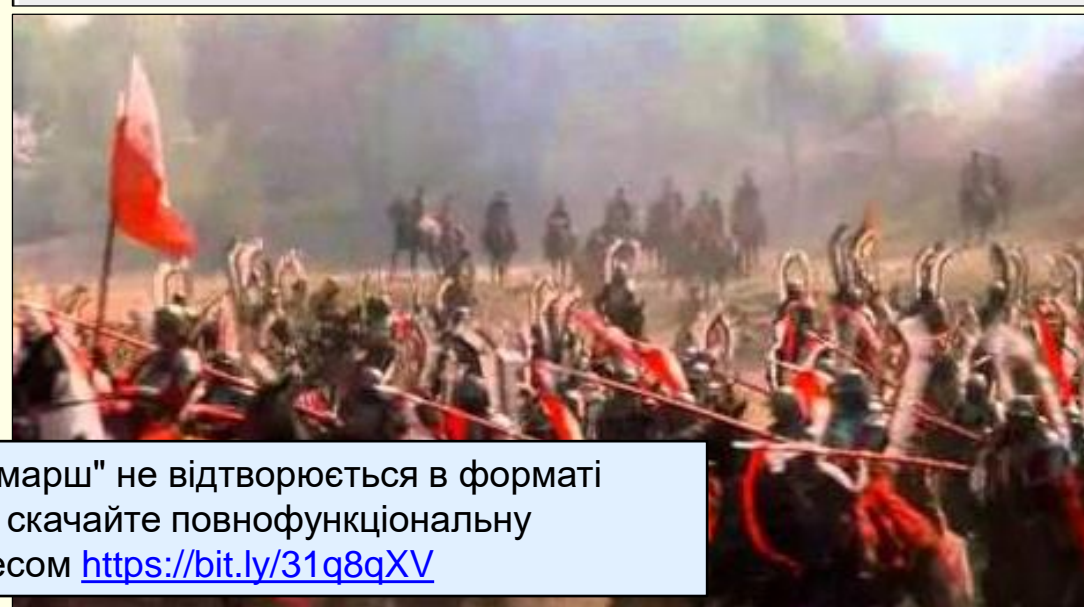 марш" не відтворюється в форматі
скачайте повнофункціональну
есом https://bit.ly/31q8qXV